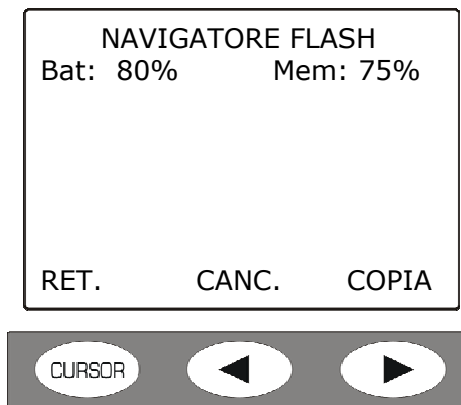 NAVIGATORE FLASH
Bat: 80% Mem: 75%
RET. CANC. COPIA
CURSOR